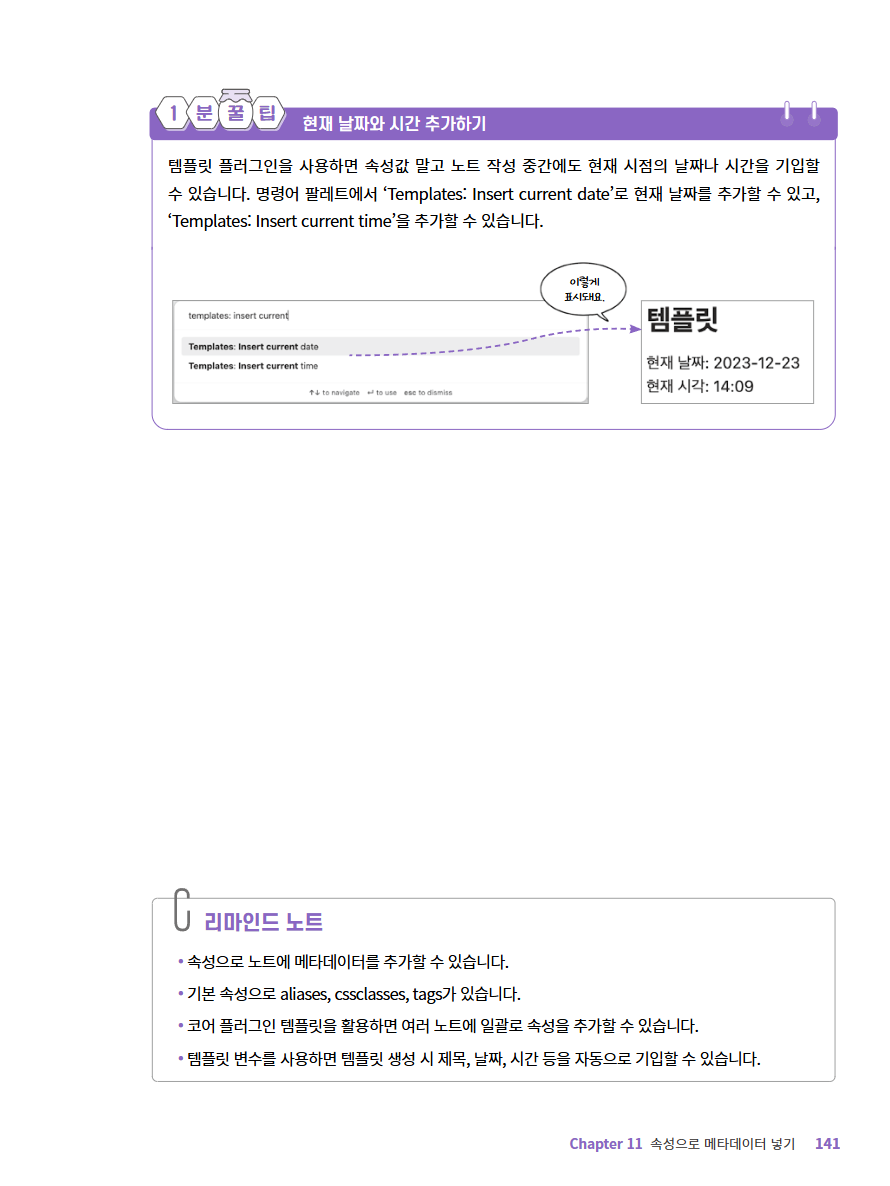 1분꿀팁 현재 날짜와 시간 추가하기
템플릿 플러그인을 사용하면 속성값 말고 노트 작성 중간에도 현재 시점의 날짜나 시간을 기입할
수 있습니다. 명령어 팔레트에서 ‘Templates: Insert current date’로 현재 날짜를 추가할 수 있고,
‘Templates: Insert current time’을 추가할 수 있습니다.
이렇게
표시돼요.
templates: insert current
Templates: Insert current date
Templates: Insert current time
↑↓ to navigate ↵ to use esc to dismiss
템플릿
현재 날짜: 2023-12-23
현재 시각: 14:09
리마인드 노트
• 속성으로 노트에 메타데이터를 추가할 수 있습니다.
• 기본 속성으로 aliases, cssclasses, tags가 있습니다.
• 코어 플러그인 템플릿을 활용하면 여러 노트에 일괄로 속성을 추가할 수 있습니다.
• 템플릿 변수를 사용하면 템플릿 생성 시 제목, 날짜, 시간 등을 자동으로 기입할 수 있습니다.
Chapter 11 속성으로 메타데이터 넣기 141